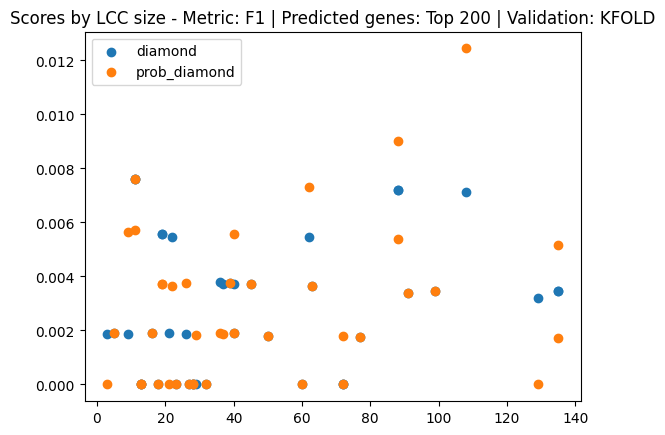 Scores by LCC size - Metric: F1 | Predicted genes: Top 200 | Validation: KFOLD
diamond
prob_diamond
0.012
0.010
0.008
0.006
0.004
0.002
0.000
0 20 40 60 80 100 120 140